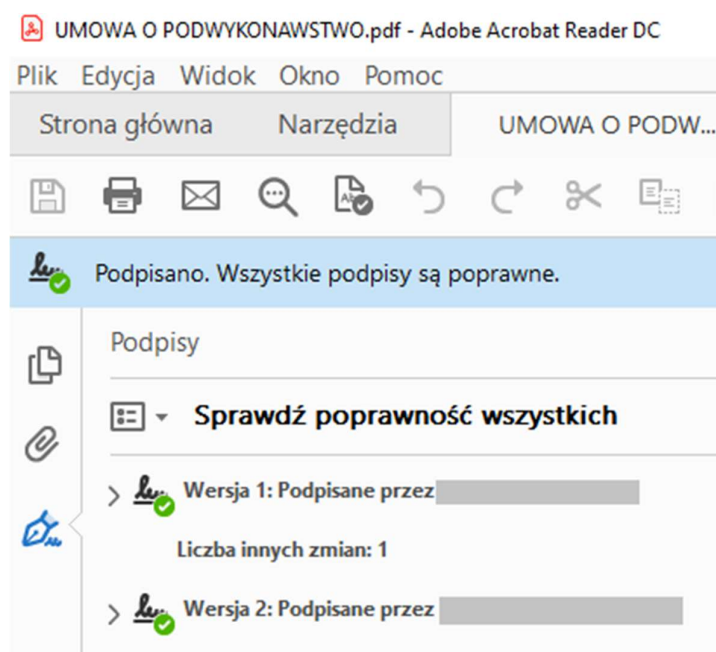 UMOWA O PODWYKONAWSTWO.pdf - Adobe Acrobat Reader DC
Plik Edycja Widok Okno Pomoc
Strona główna Narzędzia UMOWA O PODW...
Podpisano. Wszystkie podpisy są poprawne.
Podpisy
Sprawdź poprawność wszystkich
Wersja 1: Podpisane przez
Liczba innych zmian: 1
Wersja 2: Podpisane przez